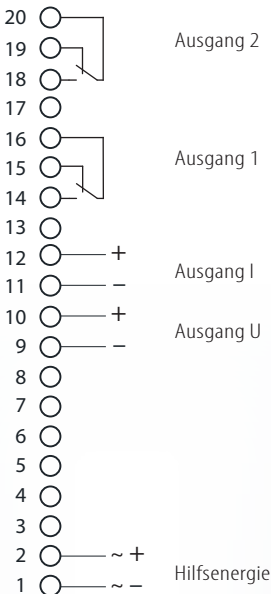 20
19 Ausgang 2
18
17
16
15 Ausgang 1
14
13
12 +
11 – Ausgang I
10 +
9 – Ausgang U
8
7
6
5
4
3
2 ~ +
1 ~ – Hilfsenergie